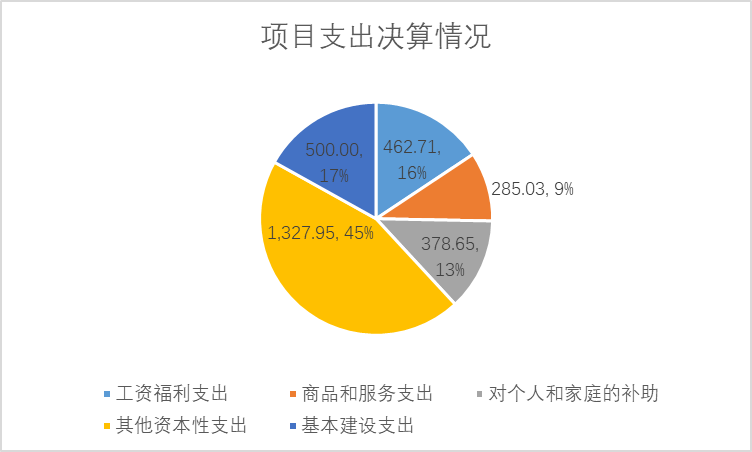 项目支出决算情况
500.00,
17%
462.71,
16%
285.03, 9%
1,327.95, 45%
378.65,
13%
工资福利支出
商品和服务支出
对个人和家庭的补助
其他资本性支出
基本建设支出